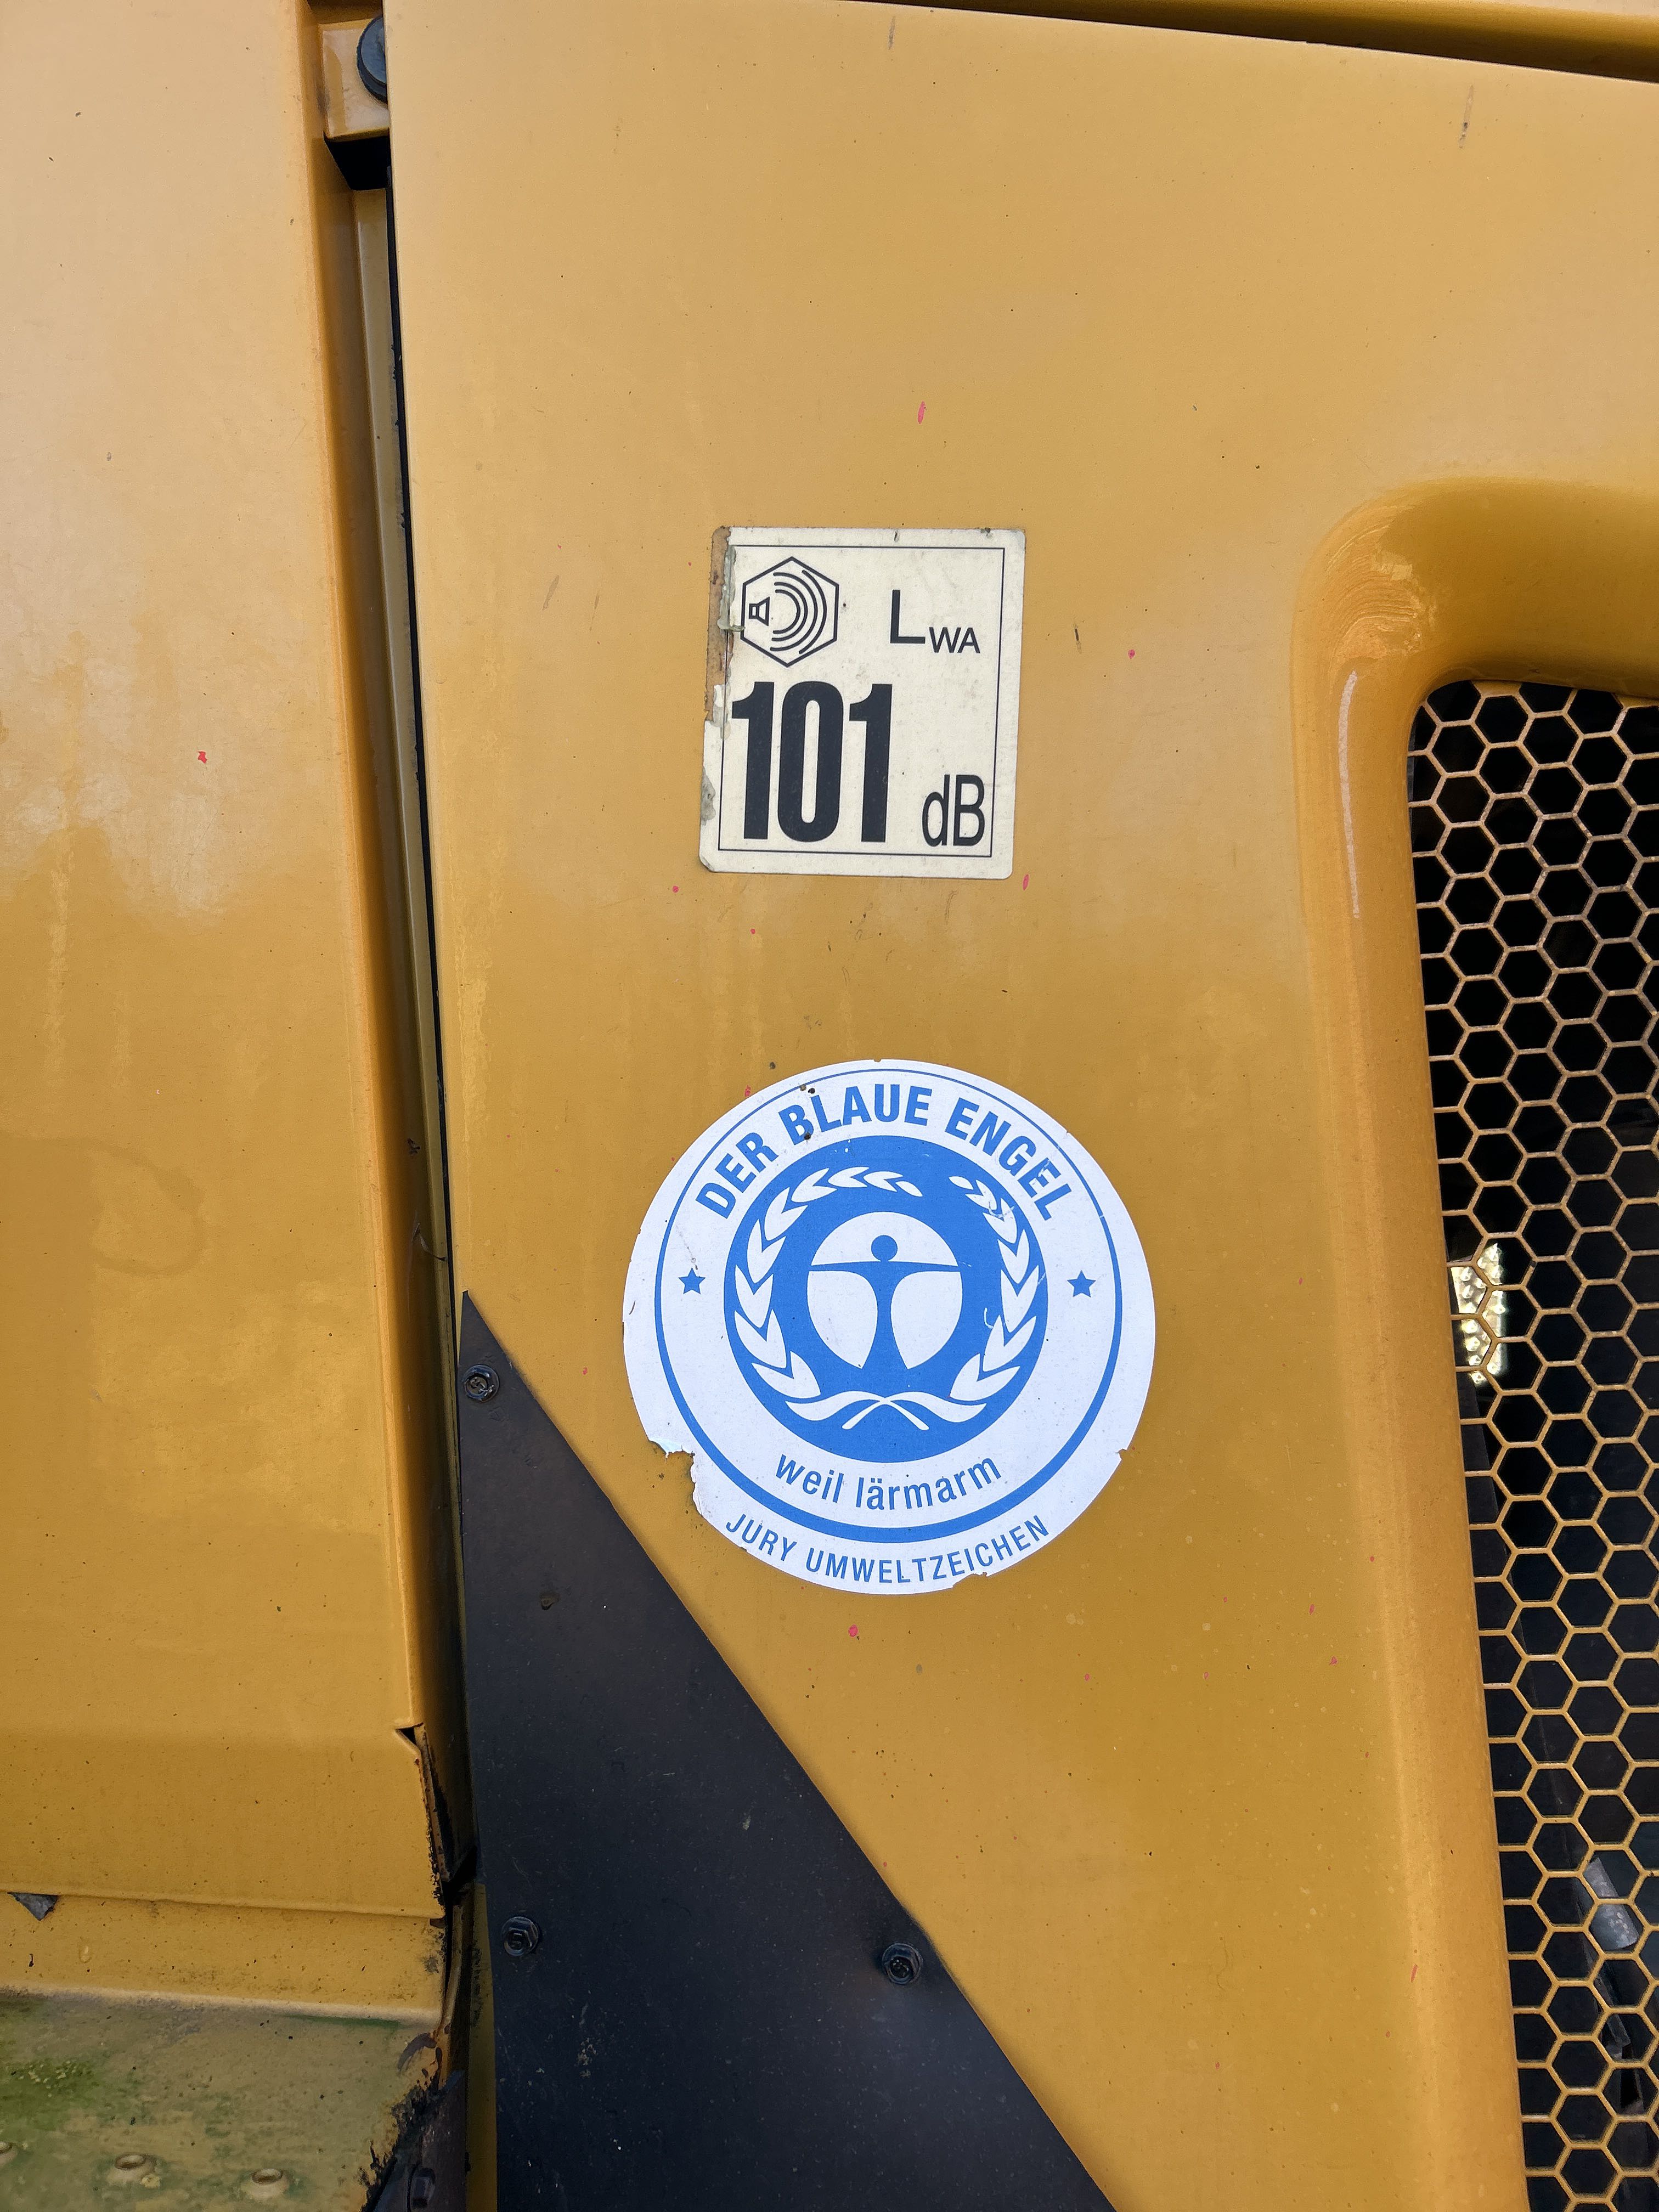 LWA
101 dB
DER BLAUE ENGEL
weil lärmarm
JURY UMWELTZEICHEN